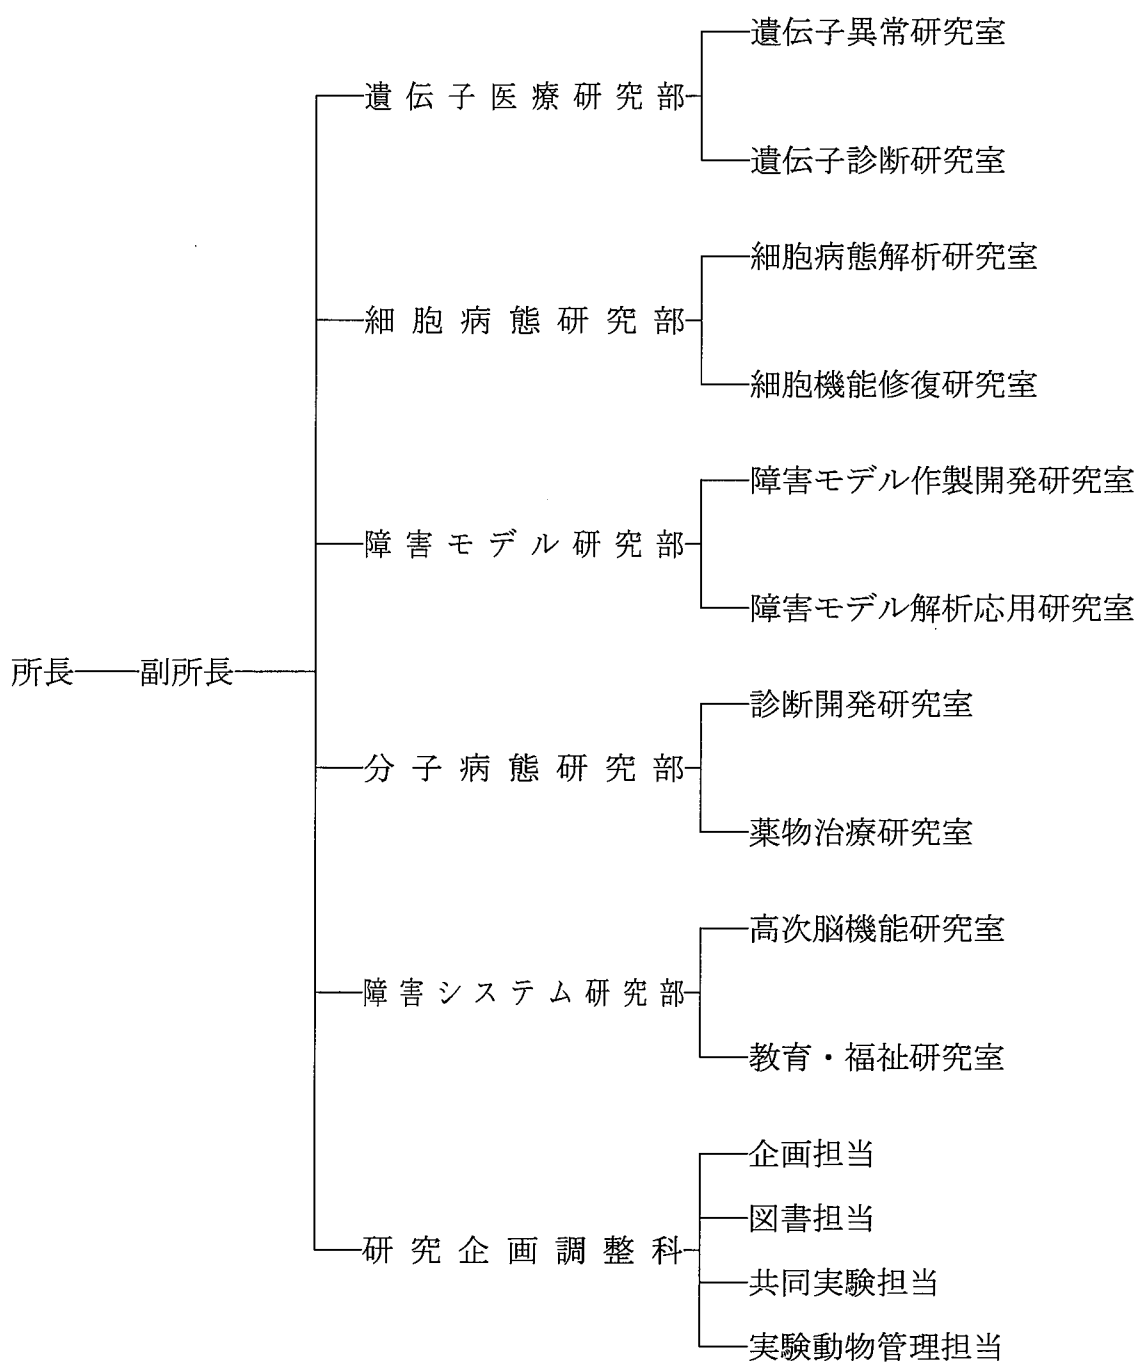 所長
副所長
遺伝子医療研究部
遺伝子異常研究室
遺伝子診断研究室
細胞病態研究部
細胞病態解析研究室
細胞機能修復研究室
障害モデル研究部
障害モデル作製開発研究室
障害モデル解析応用研究室
分子病態研究部
診断開発研究室
薬物治療研究室
障害システム研究部
高次脳機能研究室
教育・福祉研究室
研究企画調整科
企画担当
図書担当
共同実験担当
実験動物管理担当